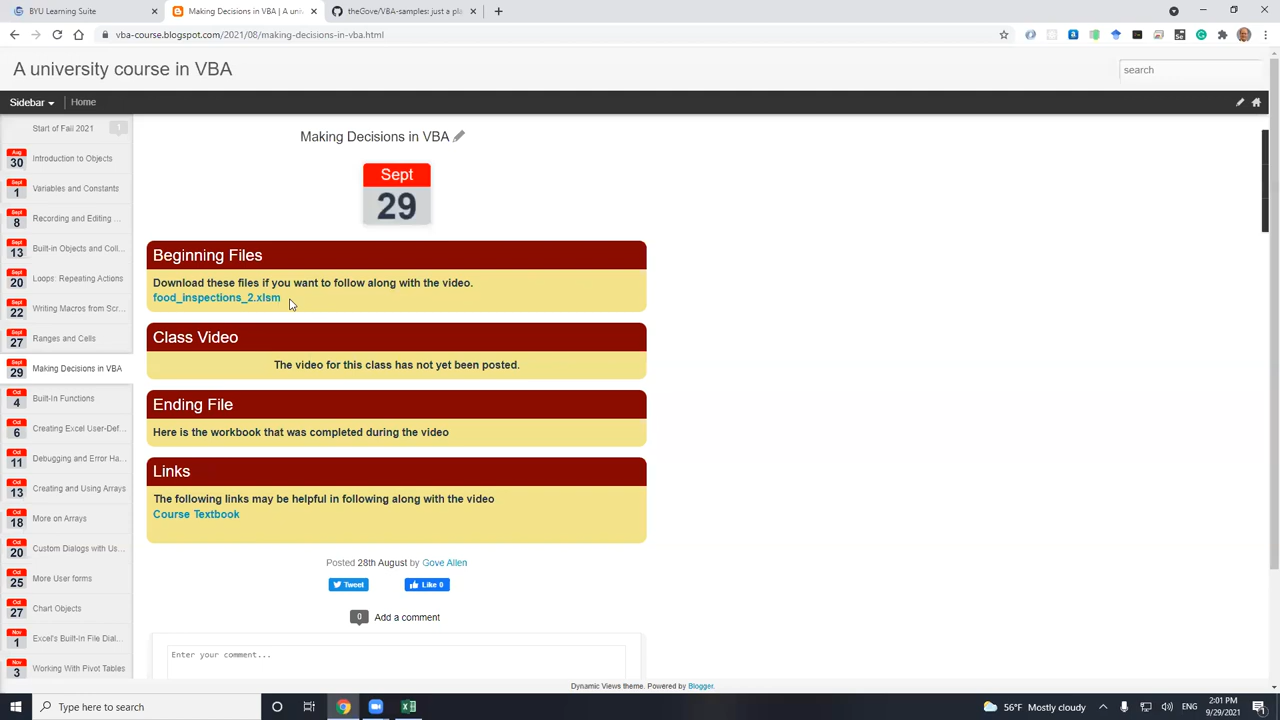 BYU Learning Suite
Making Decisions in VBA | A uni
theGove/VBA-samples: just a pla
vba-course.blogspot.com/2021/08/making-decisions-in-vba.html
A university course in VBA
search
Sidebar
Home
Start of Fall 2021
1
Aug 30 Introduction to Objects
Sept 1 Variables and Constants
Sept 8 Recording and Editing ...
Sept 13 Built-in Objects and Coll...
Sept 20 Loops: Repeating Actions
Sept 22 Writing Macros from Scr...
Sept 27 Ranges and Cells
Sept 29 Making Decisions in VBA
Oct 4 Built-In Functions
Oct 6 Creating Excel User-Def...
Oct 11 Debugging and Error Ha...
Oct 13 Creating and Using Arrays
Oct 18 More on Arrays
Oct 20 Custom Dialogs with Us...
Oct 25 More User forms
Oct 27 Chart Objects
Nov 1 Excel's Built-In File Dial...
Nov 3 Working With Pivot Tables
Making Decisions in VBA
Sept
29
Beginning Files
Download these files if you want to follow along with the video.
food_inspections_2.xlsm
Class Video
The video for this class has not yet been posted.
Ending File
Here is the workbook that was completed during the video
Links
The following links may be helpful in following along with the video
Course Textbook
Posted 28th August by Gove Allen
Tweet
Like 0
0 Add a comment
Enter your comment...
Dynamic Views theme. Powered by Blogger.
Type here to search
56°F Mostly cloudy
ENG
2:01 PM
9/29/2021